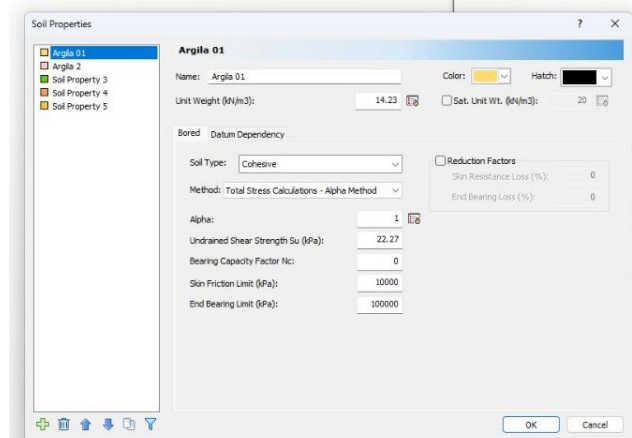 Soil Properties
? X
Argila 01
Argila 2
Soil Property 3
Soil Property 4
Soil Property 5
Argila 01
Name: Argila 01
Color:
Hatch:
Unit Weight (kN/m3): 14.23
Sat. Unit Wt. (kN/m3): 20
Bored Datum Dependency
Soil Type: Cohesive
Method: Total Stress Calculations - Alpha Method
Reduction Factors
Skin Resistance Loss (%): 0
End Bearing Loss (%): 0
Alpha: 1
Undrained Shear Strength Su (kPa): 22.27
Bearing Capacity Factor Nc: 0
Skin Friction Limit (kPa): 10000
End Bearing Limit (kPa): 100000
OK Cancel